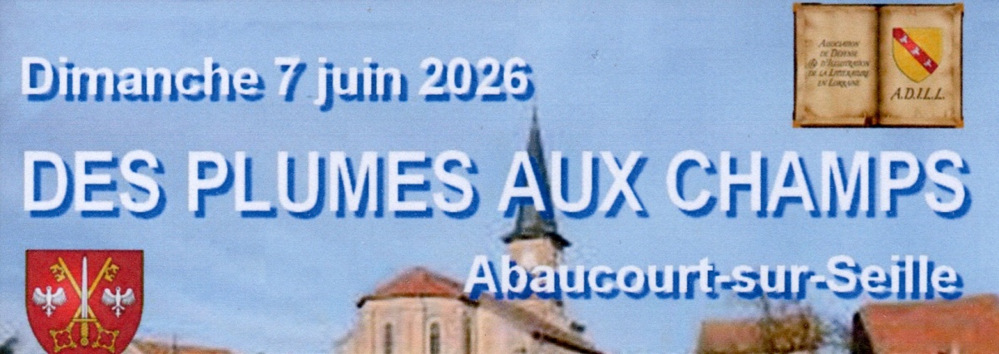 Dimanche 7 juin 2026
ASSOCIATION
DE DÉFENSE
& D'ILLUSTRATION
DE LA LITTÉRATURE
EN LORRAINE
A.D.I.L.L.
DES PLUMES AUX CHAMPS
Abaucourt-sur-Seille